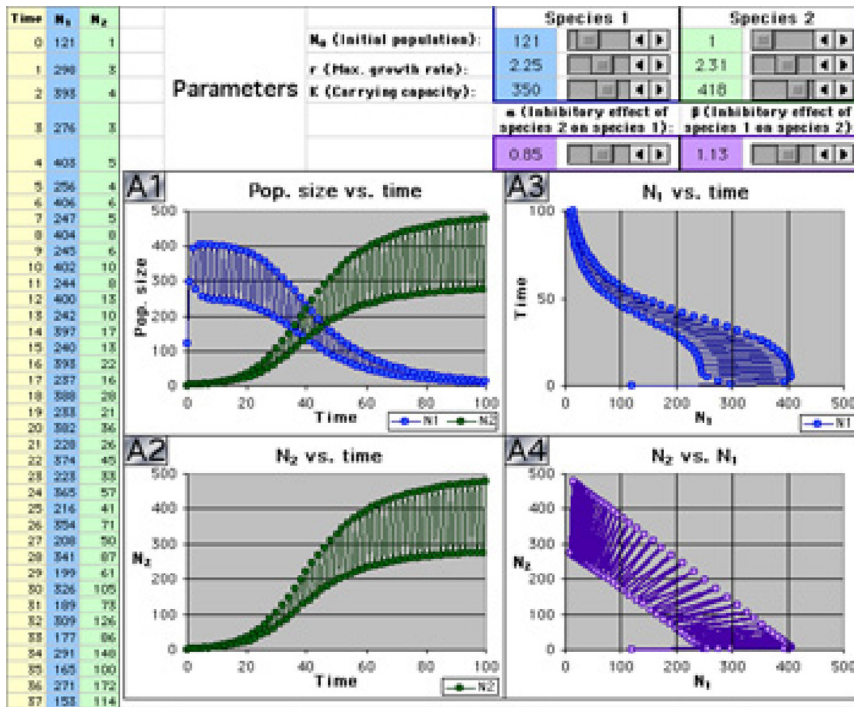 Time N₁ N₂
Species 1 Species 2
0 121 1
N₀ (Initial population): 121 1
1 298 3
r (Max. growth rate): 2.25 2.31
Parameters
2 393 4
K (Carrying capacity): 350 418
α (Inhibitory effect of species 2 on species 1):
β (Inhibitory effect of species 1 on species 2):
3 276 3
4 403 5
0.85 1.13
5 256 4
6 406 6
7 247 5
8 404 8
9 245 6
10 402 10
11 244 8
12 400 13
13 242 10
14 397 17
15 240 13
16 393 22
17 237 16
18 388 28
19 233 21
20 382 36
21 228 26
22 374 45
23 223 33
24 365 57
25 216 41
26 354 71
27 208 50
28 341 87
29 199 61
30 326 105
31 189 73
32 309 126
33 177 86
34 291 148
35 165 100
36 271 172
37 153 114
A1
Pop. size vs. time
500
400
300
200
100
0
Pop. size
0 20 40 60 80 100
Time
N1 N2
A3
N₁ vs. time
100
50
0
Time
0 100 200 300 400 500
N₁
N1
A2
N₂ vs. time
500
400
300
200
100
0
N₂
0 20 40 60 80 100
Time
N2
A4
N₂ vs. N₁
500
400
300
200
100
0
N₂
0 100 200 300 400 500
N₁